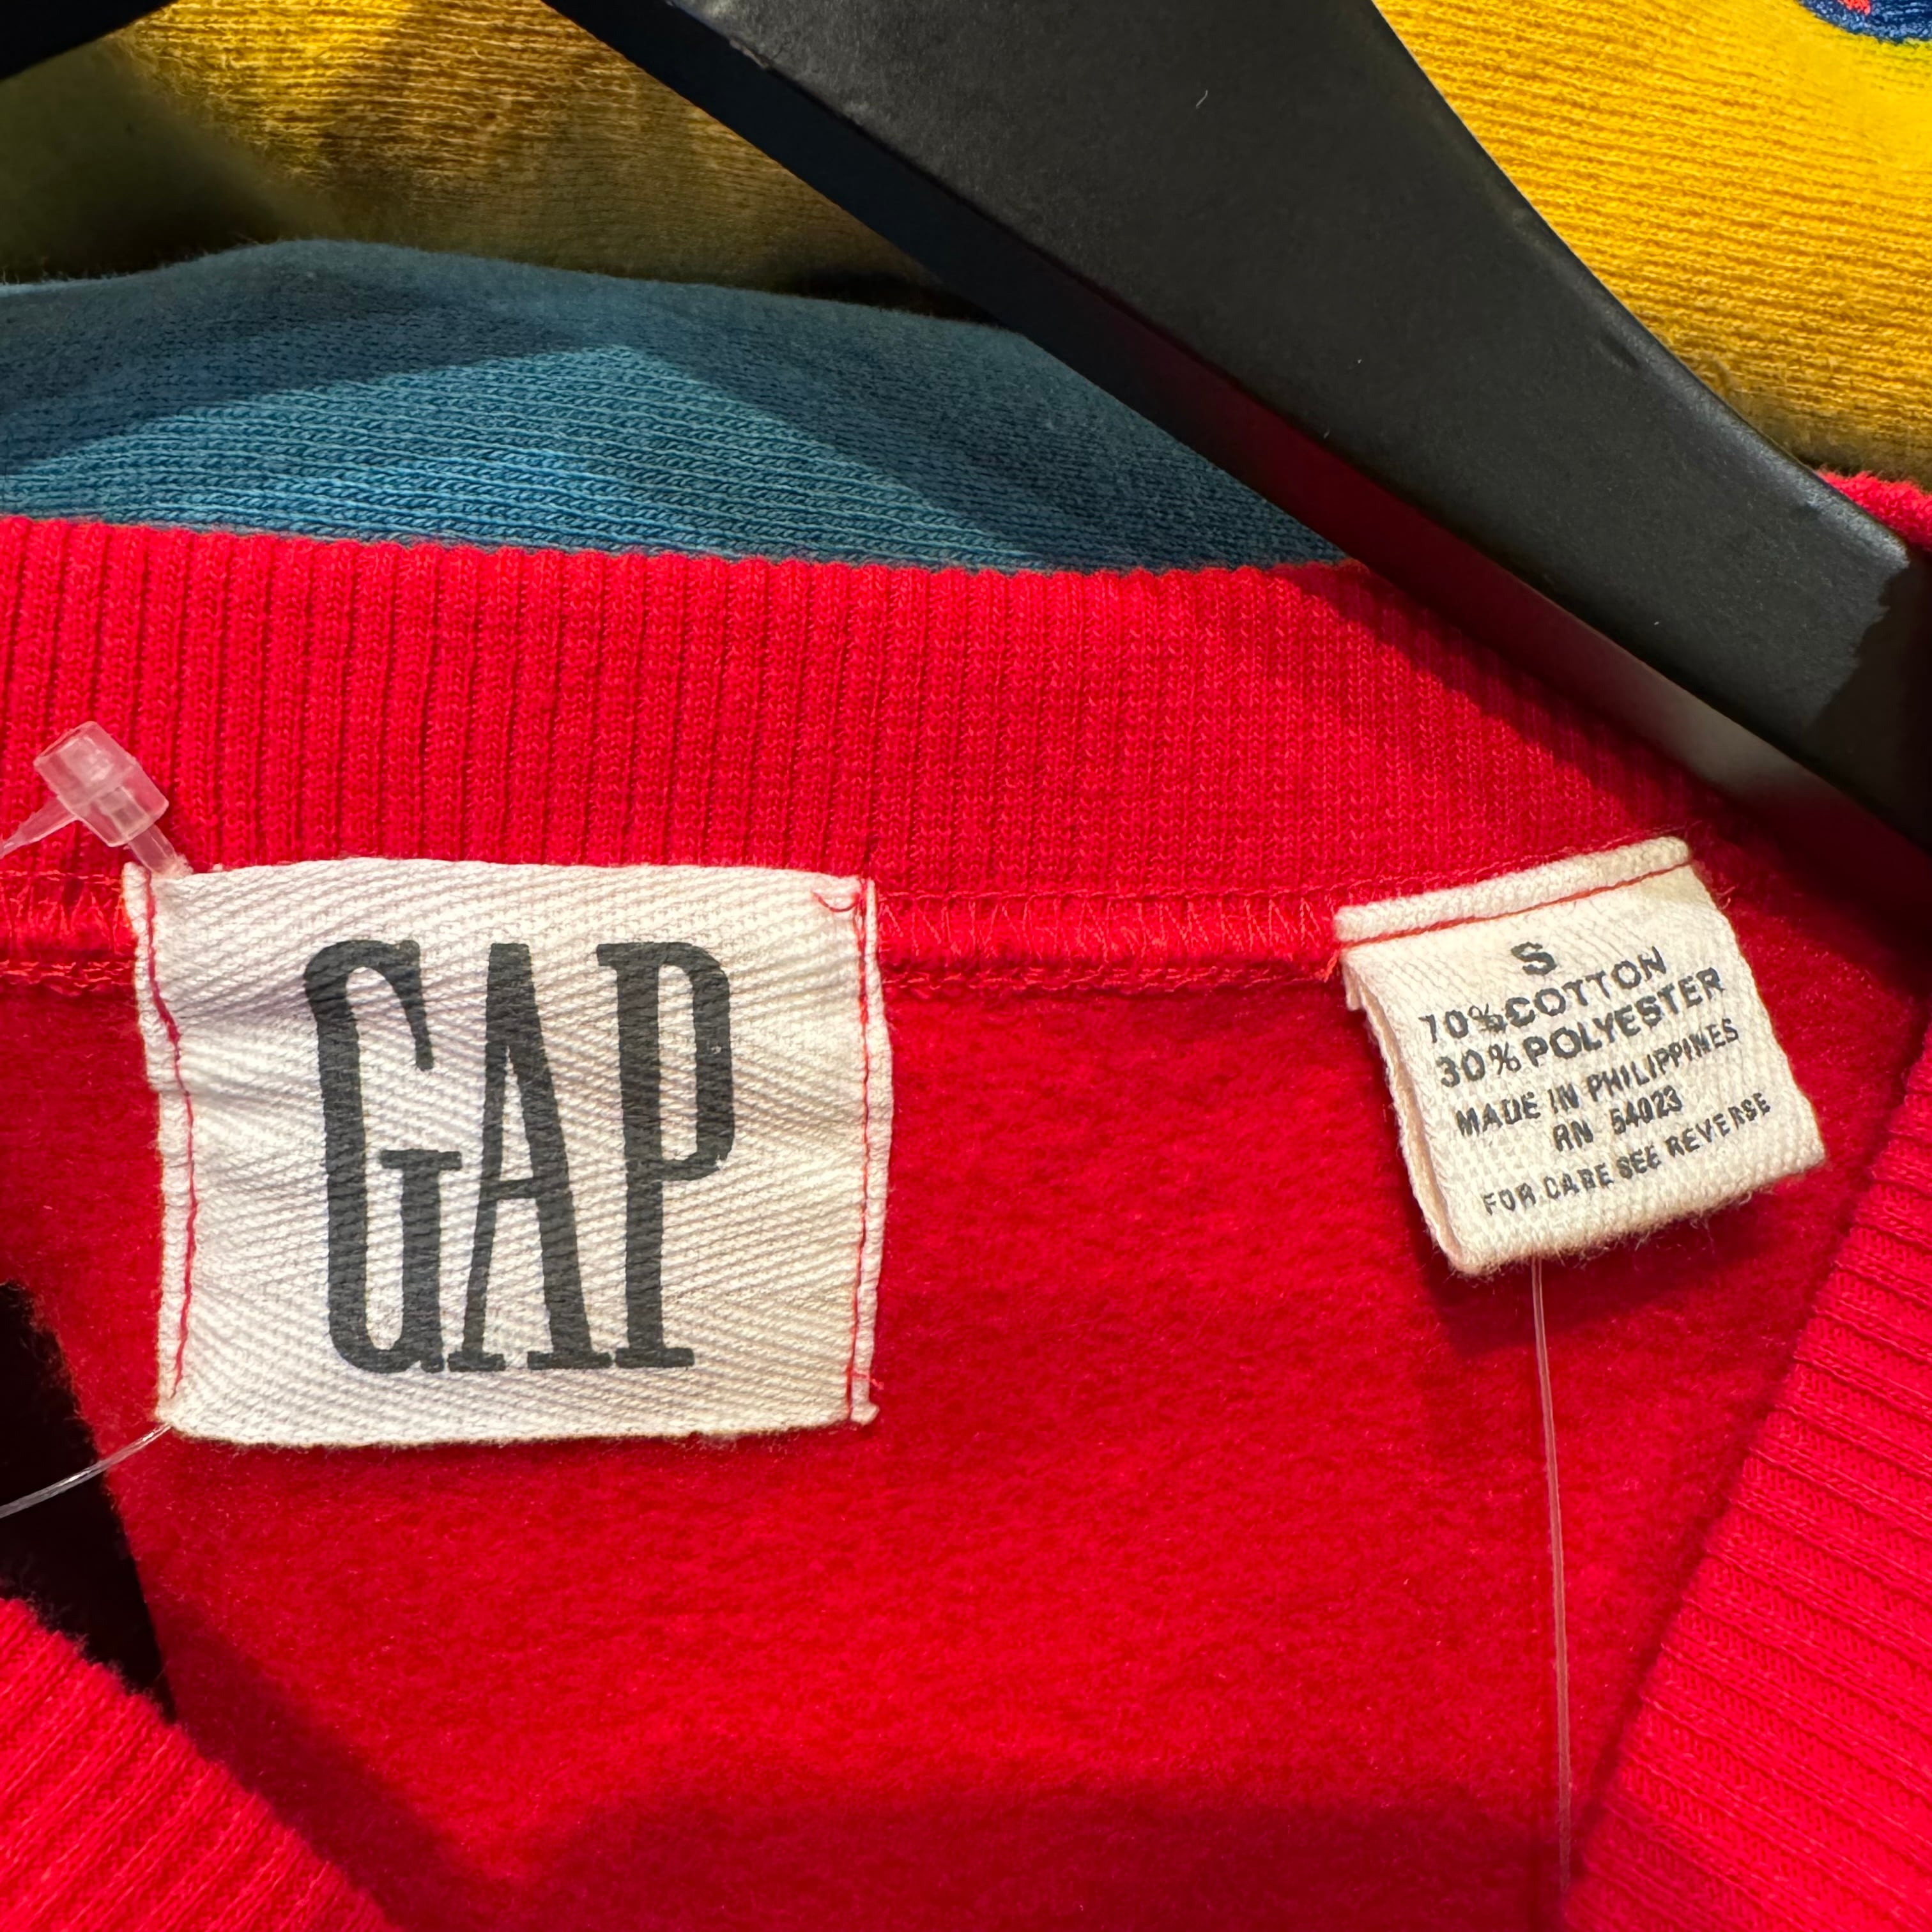 GAP
S
70%COTTON
30%POLYESTER
MADE IN PHILIPPINES
RN 54023
FOR CARE SEE REVERSE